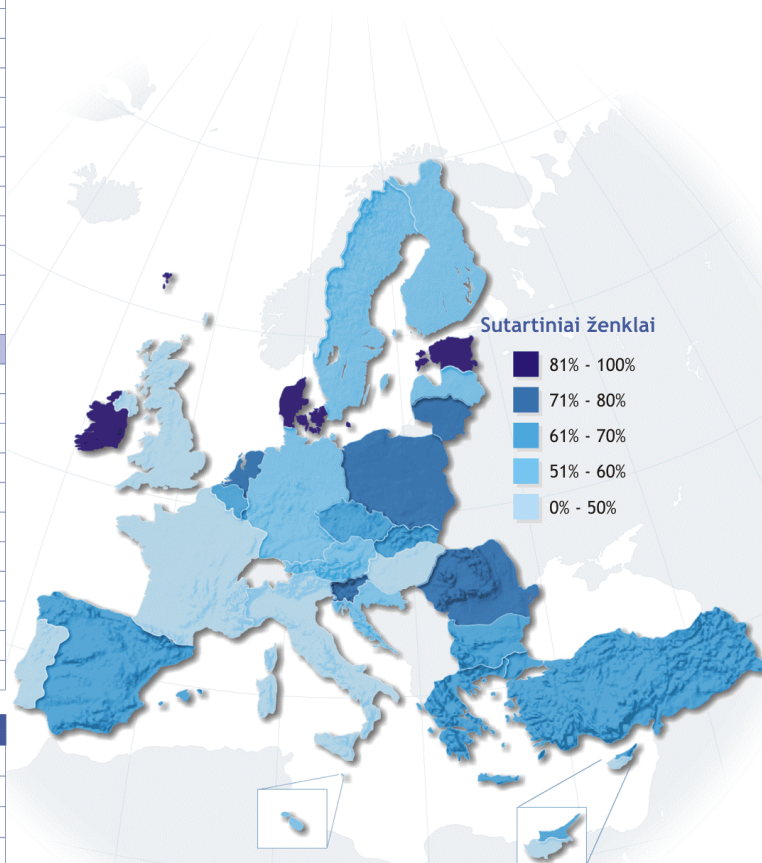 Sutartiniai ženklai
81% - 100%
71% - 80%
61% - 70%
51% - 60%
0% - 50%